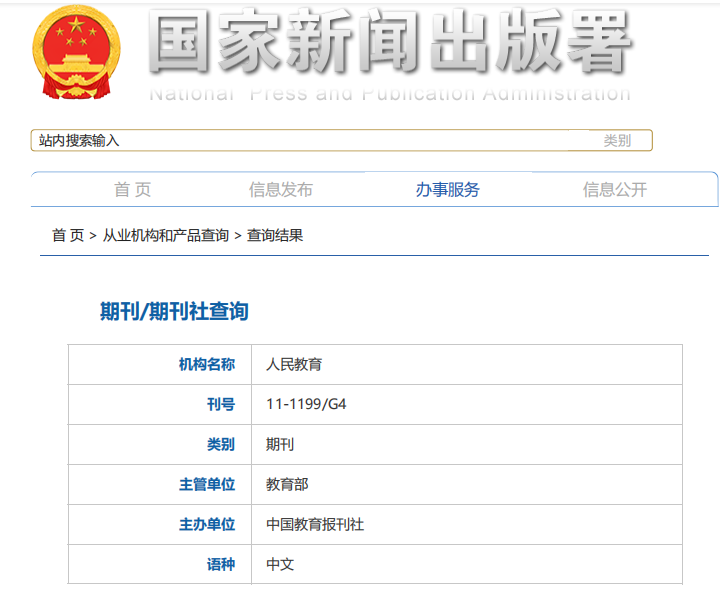 国家新闻出版署
National Press and Publication Administration
站内搜索输入 类别
首 页 信息发布 办事服务 信息公开
首 页 > 从业机构和产品查询 > 查询结果
期刊/期刊社查询
机构名称 人民教育
刊号 11-1199/G4
类别 期刊
主管单位 教育部
主办单位 中国教育报刊社
语种 中文